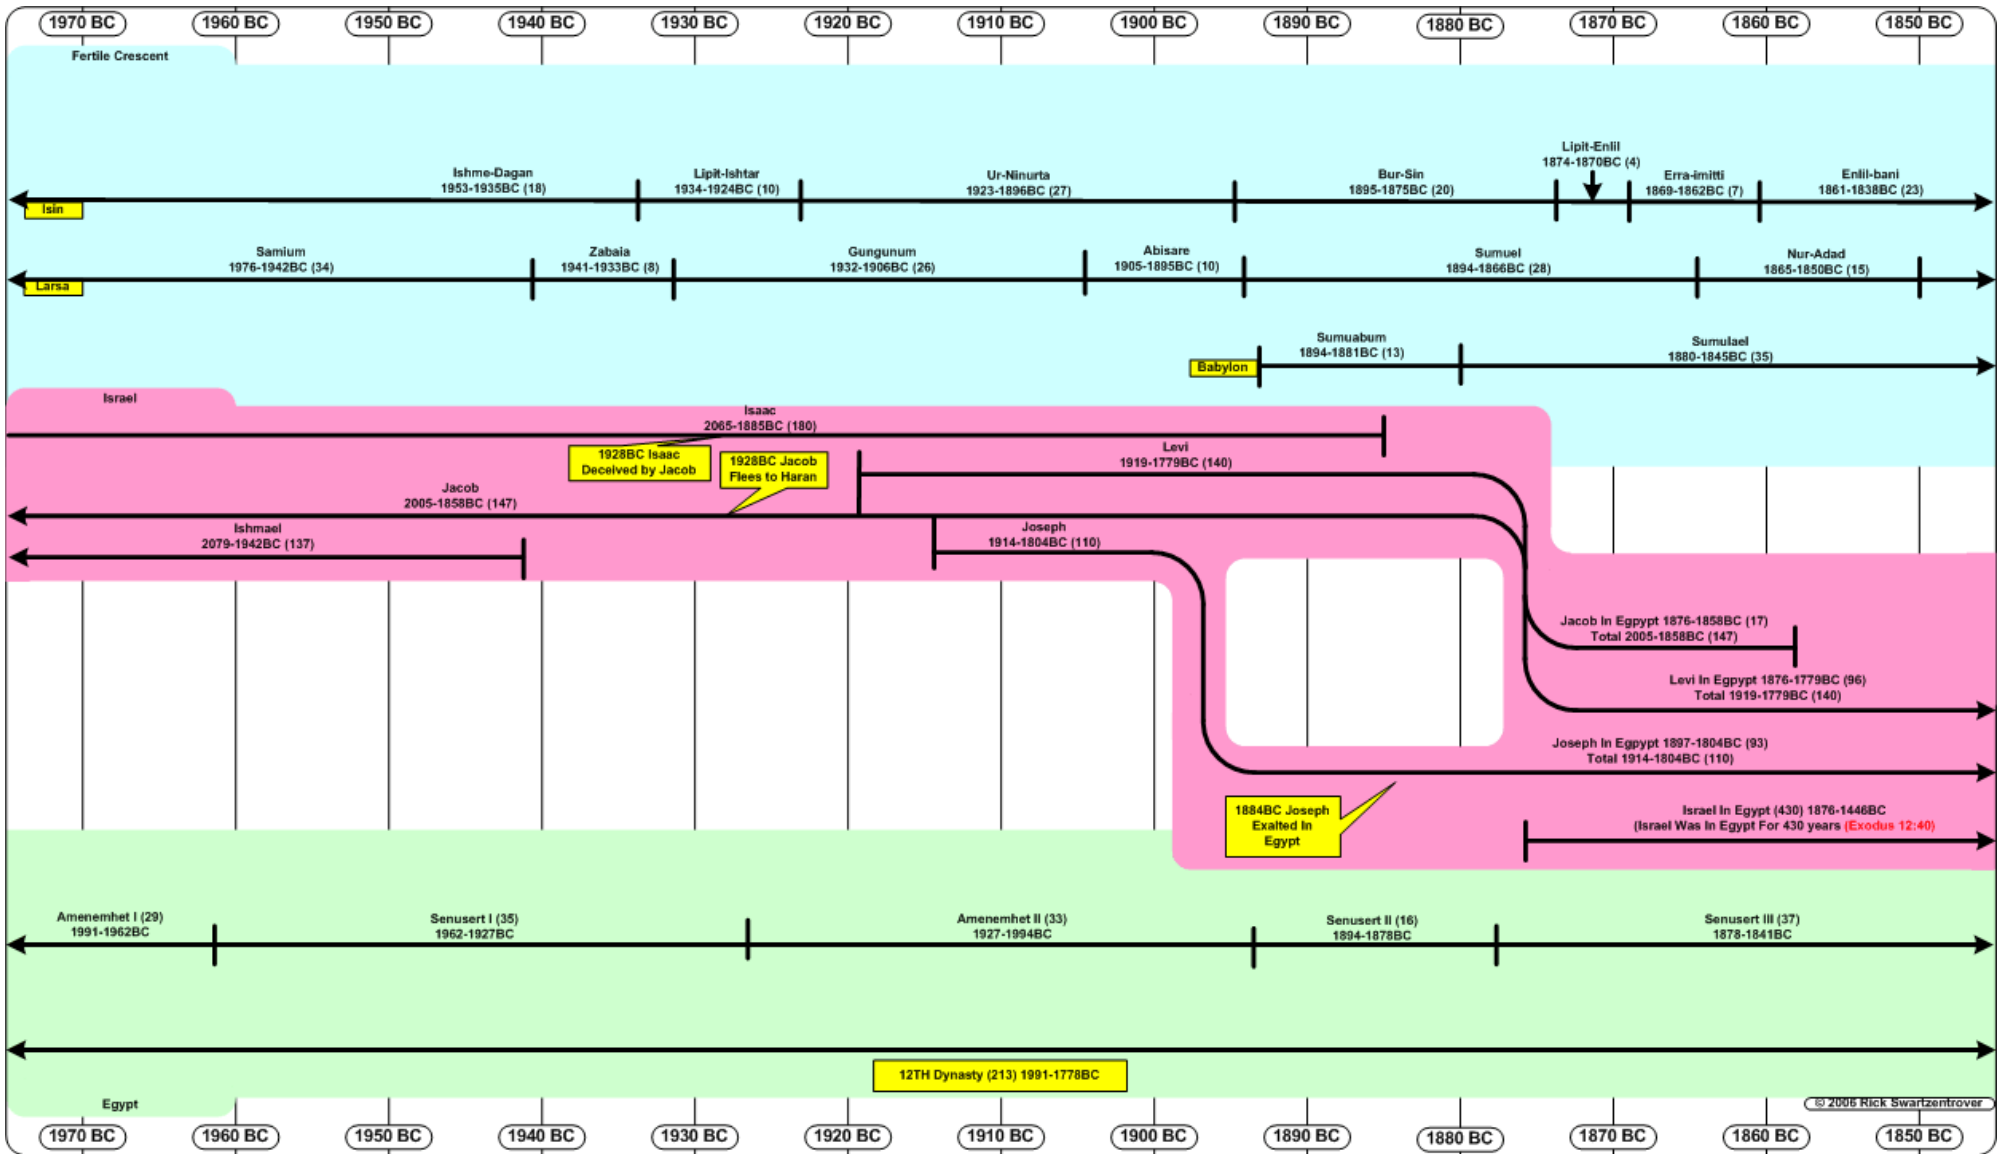 1970 BC
1960 BC
1950 BC
1940 BC
1930 BC
1920 BC
1910 BC
1900 BC
1890 BC
1880 BC
1870 BC
1860 BC
1850 BC
Fertile Crescent
Ishme-Dagan
1953-1935BC (18)
Lipit-Ishtar
1934-1924BC (10)
Ur-Ninurta
1923-1896BC (27)
Bur-Sin
1895-1875BC (20)
Lipit-Enlil
1874-1870BC (4)
Erra-imitti
1869-1862BC (7)
Enlil-bani
1861-1838BC (23)
Isin
Samium
1976-1942BC (34)
Zabaia
1941-1933BC (8)
Gungunum
1932-1906BC (26)
Abisare
1905-1895BC (10)
Sumuel
1894-1866BC (28)
Nur-Adad
1865-1850BC (15)
Larsa
Sumuabum
1894-1881BC (13)
Sumulael
1880-1845BC (35)
Babylon
Israel
Isaac
2065-1885BC (180)
1928BC Isaac
Deceived by Jacob
1928BC Jacob
Flees to Haran
Levi
1919-1779BC (140)
Jacob
2005-1858BC (147)
Ishmael
2079-1942BC (137)
Joseph
1914-1804BC (110)
Jacob In Egpypt 1876-1858BC (17)
Total 2005-1858BC (147)
Levi In Egpypt 1876-1779BC (96)
Total 1919-1779BC (140)
Joseph In Egpypt 1897-1804BC (93)
Total 1914-1804BC (110)
1884BC Joseph
Exalted In
Egypt
Israel In Egypt (430) 1876-1446BC
(Israel Was In Egypt For 430 years (Exodus 12:40)
Amenemhet I (29)
1991-1962BC
Senusert I (35)
1962-1927BC
Amenemhet II (33)
1927-1994BC
Senusert II (16)
1894-1878BC
Senusert III (37)
1878-1841BC
12TH Dynasty (213) 1991-1778BC
Egypt
© 2006 Rick Swartzentrover
1970 BC
1960 BC
1950 BC
1940 BC
1930 BC
1920 BC
1910 BC
1900 BC
1890 BC
1880 BC
1870 BC
1860 BC
1850 BC